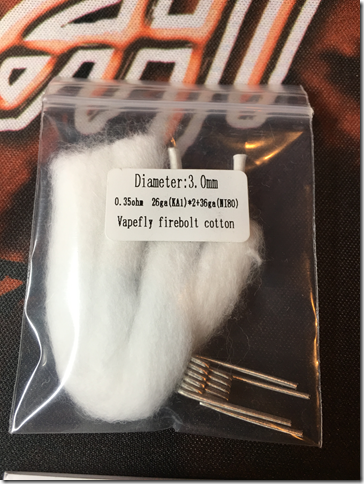 Diameter:3.0mm
0.35ohm 26ga(KA1)*2+36ga(NI80)
Vapefly firebolt cotton